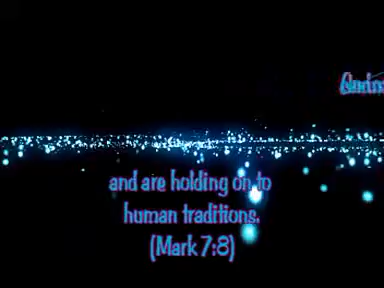 and are holding on to
human traditions.
(Mark 7:8)